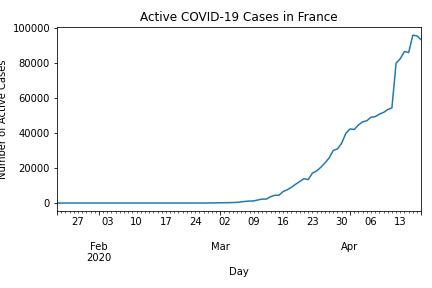 Active COVID-19 Cases in France
Number of Active Cases
100000
80000
60000
40000
20000
0
27 03 10 17 24 02 09 16 23 30 06 13
Feb Mar Apr
2020
Day